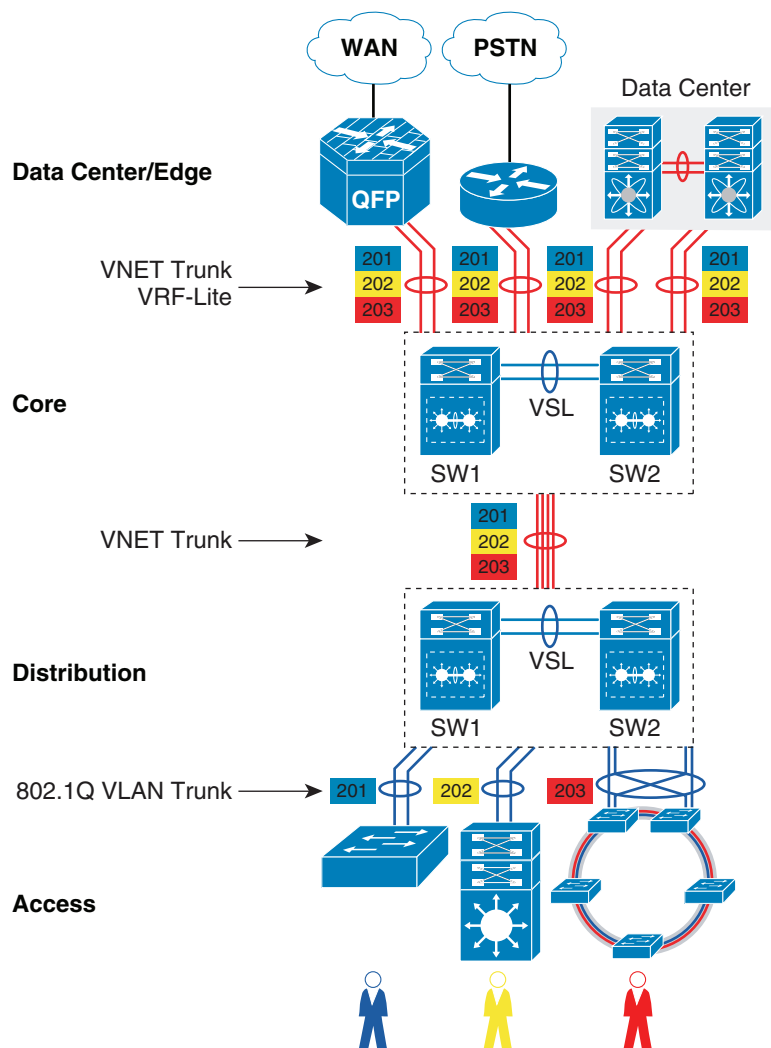 WAN
PSTN
Data Center
Data Center/Edge
QFP
VNET Trunk
VRF-Lite
201
202
203
201
202
203
201
202
203
201
202
203
Core
VSL
SW1
SW2
VNET Trunk
201
202
203
Distribution
VSL
SW1
SW2
802.1Q VLAN Trunk
201
202
203
Access